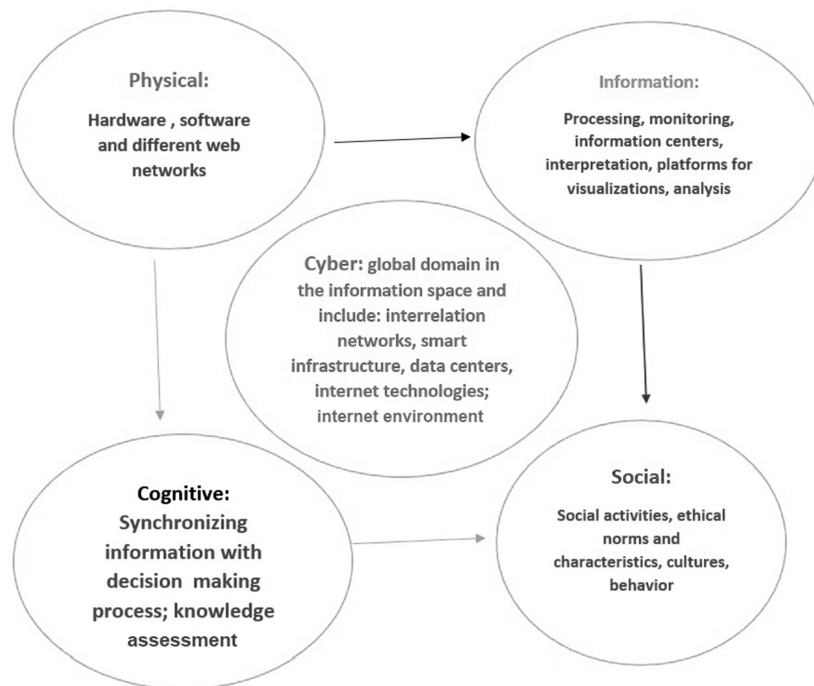 Physical:
Hardware , software
and different web
networks
Information:
Processing, monitoring,
information centers,
interpretation, platforms for
visualizations, analysis
Cyber: global domain in
the information space and
include: interrelation
networks, smart
infrastructure, data centers,
internet technologies;
internet environment
Cognitive:
Synchronizing
information with
decision making
process; knowledge
assessment
Social:
Social activities, ethical
norms and
characteristics, cultures,
behavior